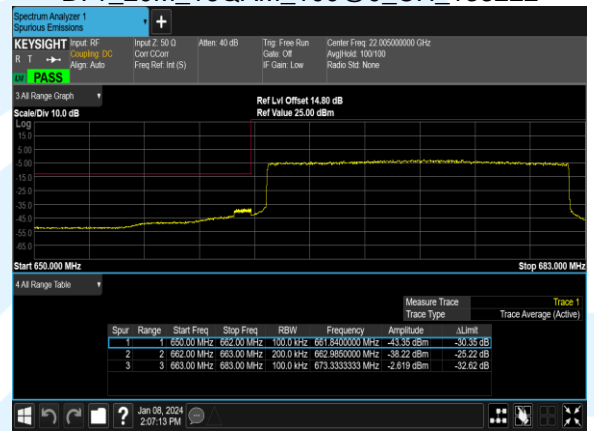 Spectrum Analyzer 1
Spurious Emissions
+
KEYSIGHT Input: RF Input Z: 50 Ω Atten: 40 dB Trig: Free Run Center Freq: 22.005000000 GHz
R T Coupling: DC Corr CCorr Gate: Off Avg|Hold: 100/100
Align: Auto Freq Ref: Int (S) IF Gain: Low Radio Std: None
LV PASS
3 All Range Graph
Ref Lvl Offset 14.80 dB
Scale/Div 10.0 dB Ref Value 25.00 dBm
Log
15.0
5.00
-5.00
-15.0
-25.0
-35.0
-45.0
-55.0
-65.0
Start 650.000 MHz Stop 683.000 MHz
4 All Range Table
Measure Trace Trace 1
Trace Type Trace Average (Active)
Spur Range Start Freq Stop Freq RBW Frequency Amplitude ΔLimit
1 1 650.00 MHz 662.00 MHz 100.0 kHz 661.8400000 MHz -43.35 dBm -30.35 dB
2 2 662.00 MHz 663.00 MHz 200.0 kHz 662.9850000 MHz -38.22 dBm -25.22 dB
3 3 663.00 MHz 683.00 MHz 100.0 kHz 673.3333333 MHz -2.619 dBm -32.62 dB
? Jan 08, 2024
2:07:13 PM